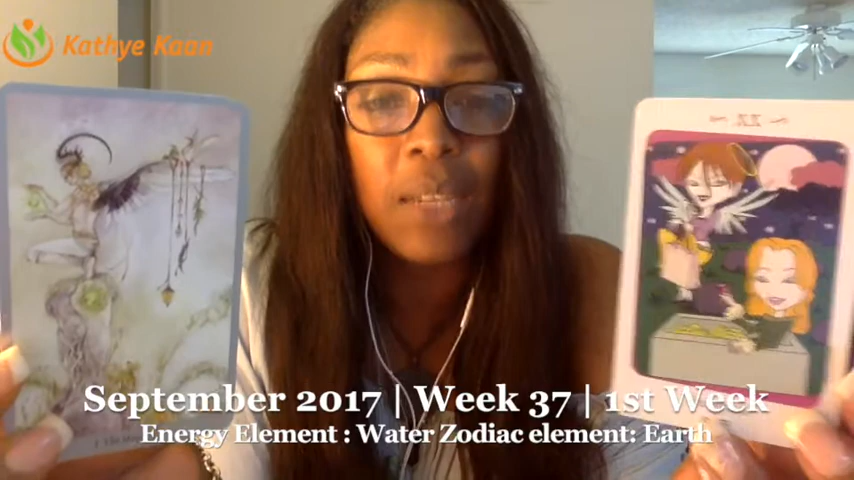 Kathye Kaan
XX
September 2017 | Week 37 | 1st Week
Energy Element : Water Zodiac element: Earth